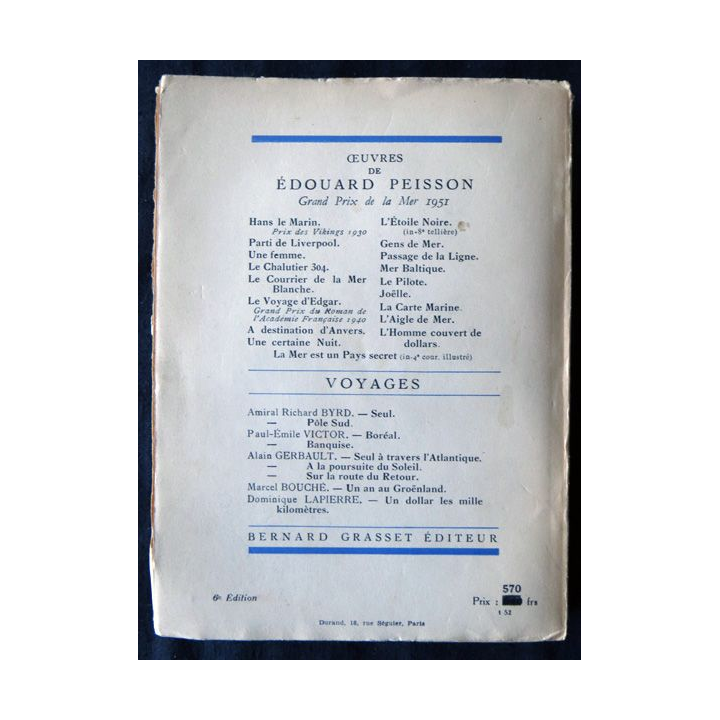 ŒUVRES
DE
ÉDOUARD PEISSON
Grand Prix de la Mer 1951
Hans le Marin.
Prix des Vikings 1930
Parti de Liverpool.
Une femme.
Le Chalutier 304.
Le Courrier de la Mer
Blanche.
Le Voyage d'Edgar.
Grand Prix du Roman de
l'Académie Française 1940
A destination d'Anvers.
Une certaine Nuit.
L'Étoile Noire.
(in-8º tellière)
Gens de Mer.
Passage de la Ligne.
Mer Baltique.
Le Pilote.
Joëlle.
La Carte Marine.
L'Aigle de Mer.
L'Homme couvert de
dollars.
La Mer est un Pays secret (in-4º cour. illustré)
VOYAGES
Amiral Richard BYRD. — Seul.
— Pôle Sud.
Paul-Émile VICTOR. — Boréal.
— Banquise.
Alain GERBAULT. — Seul à travers l'Atlantique.
— A la poursuite du Soleil.
— Sur la route du Retour.
Marcel BOUCHE. — Un an au Groënland.
Dominique LAPIERRE. — Un dollar les mille
kilomètres.
BERNARD GRASSET ÉDITEUR
6e Edition
570
Prix : frs
1 52
Durand, 18, rue Séguier, Paris